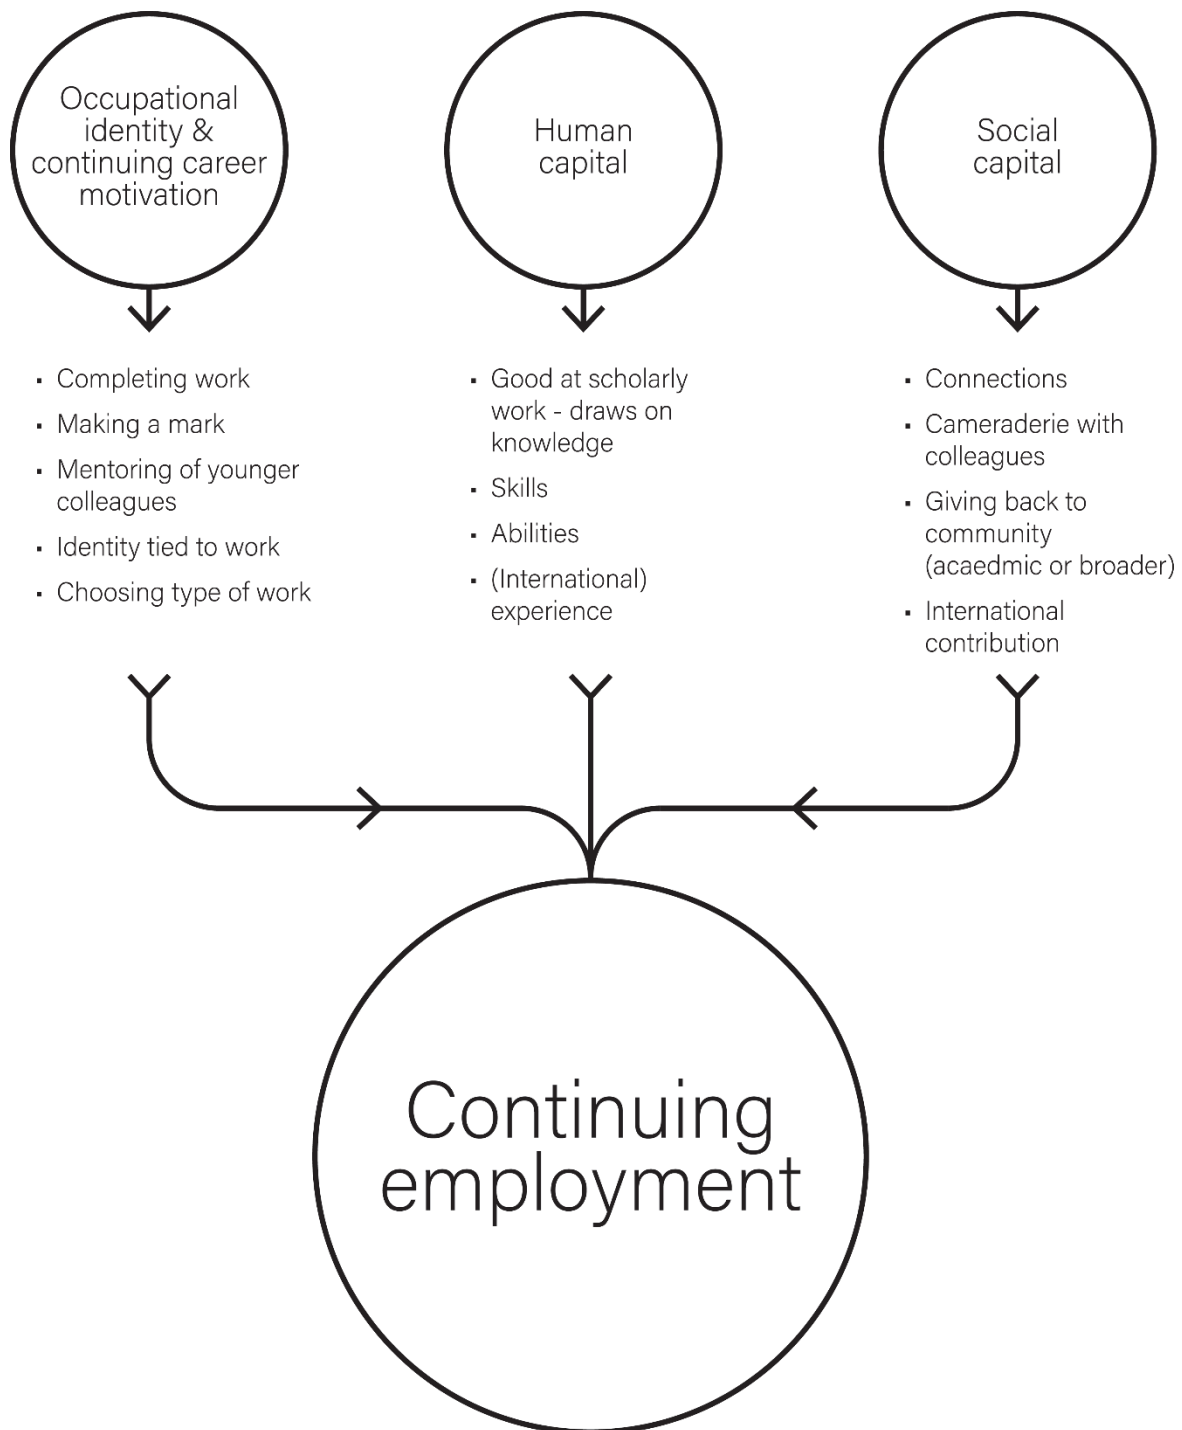 Occupational
identity &
continuing career
motivation
Human
capital
Social
capital
▪ Completing work
▪ Making a mark
▪ Mentoring of younger
colleagues
▪ Identity tied to work
▪ Choosing type of work
▪ Good at scholarly
work - draws on
knowledge
▪ Skills
▪ Abilities
▪ (International)
experience
▪ Connections
▪ Cameraderie with
colleagues
▪ Giving back to
community
(acaedmic or broader)
▪ International
contribution
Continuing
employment